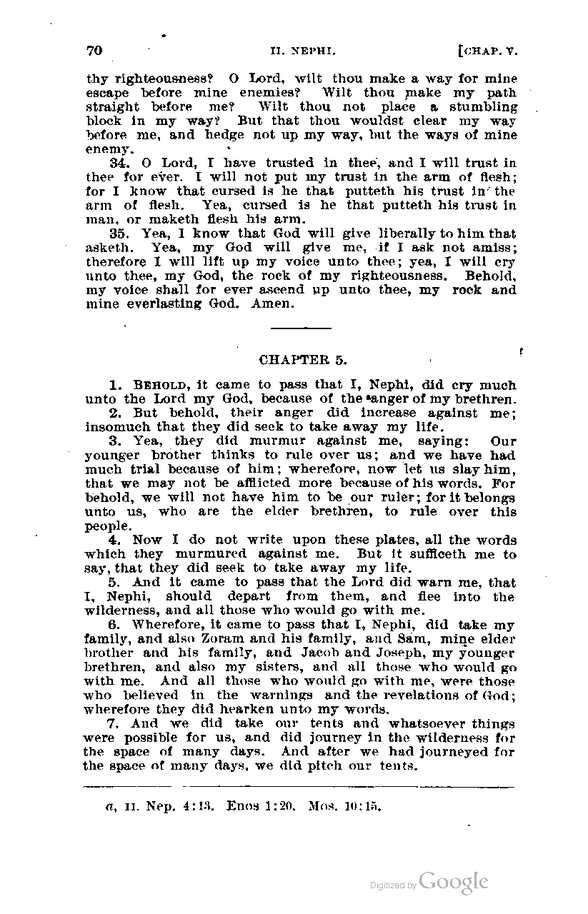 70 II. NEPHI. [CHAP. V.
thy righteousness? O Lord, wilt thou make a way for mine
escape before mine enemies? Wilt thou make my path
straight before me? Wilt thou not place a stumbling
block in my way? But that thou wouldst clear my way
before me, and hedge not up my way, but the ways of mine
enemy.
34. O Lord, I have trusted in thee, and I will trust in
thee for ever. I will not put my trust in the arm of flesh;
for I know that cursed is he that putteth his trust in the
arm of flesh. Yea, cursed is he that putteth his trust in
man, or maketh flesh his arm.
35. Yea, I know that God will give liberally to him that
asketh. Yea, my God will give me, if I ask not amiss;
therefore I will lift up my voice unto thee; yea, I will cry
unto thee, my God, the rock of my righteousness. Behold,
my voice shall for ever ascend up unto thee, my rock and
mine everlasting God. Amen.
CHAPTER 5.
1. BEHOLD, it came to pass that I, Nephi, did cry much
unto the Lord my God, because of the ᵃanger of my brethren.
2. But behold, their anger did increase against me;
insomuch that they did seek to take away my life.
3. Yea, they did murmur against me, saying: Our
younger brother thinks to rule over us; and we have had
much trial because of him; wherefore, now let us slay him,
that we may not be afflicted more because of his words. For
behold, we will not have him to be our ruler; for it belongs
unto us, who are the elder brethren, to rule over this
people.
4. Now I do not write upon these plates, all the words
which they murmured against me. But it sufficeth me to
say, that they did seek to take away my life.
5. And it came to pass that the Lord did warn me, that
I, Nephi, should depart from them, and flee into the
wilderness, and all those who would go with me.
6. Wherefore, it came to pass that I, Nephi, did take my
family, and also Zoram and his family, and Sam, mine elder
brother and his family, and Jacob and Joseph, my younger
brethren, and also my sisters, and all those who would go
with me. And all those who would go with me, were those
who believed in the warnings and the revelations of God;
wherefore they did hearken unto my words.
7. And we did take our tents and whatsoever things
were possible for us, and did journey in the wilderness for
the space of many days. And after we had journeyed for
the space of many days, we did pitch our tents.
a, II. Nep. 4:13. Enos 1:20. Mos. 10:15.
Digitized by Google